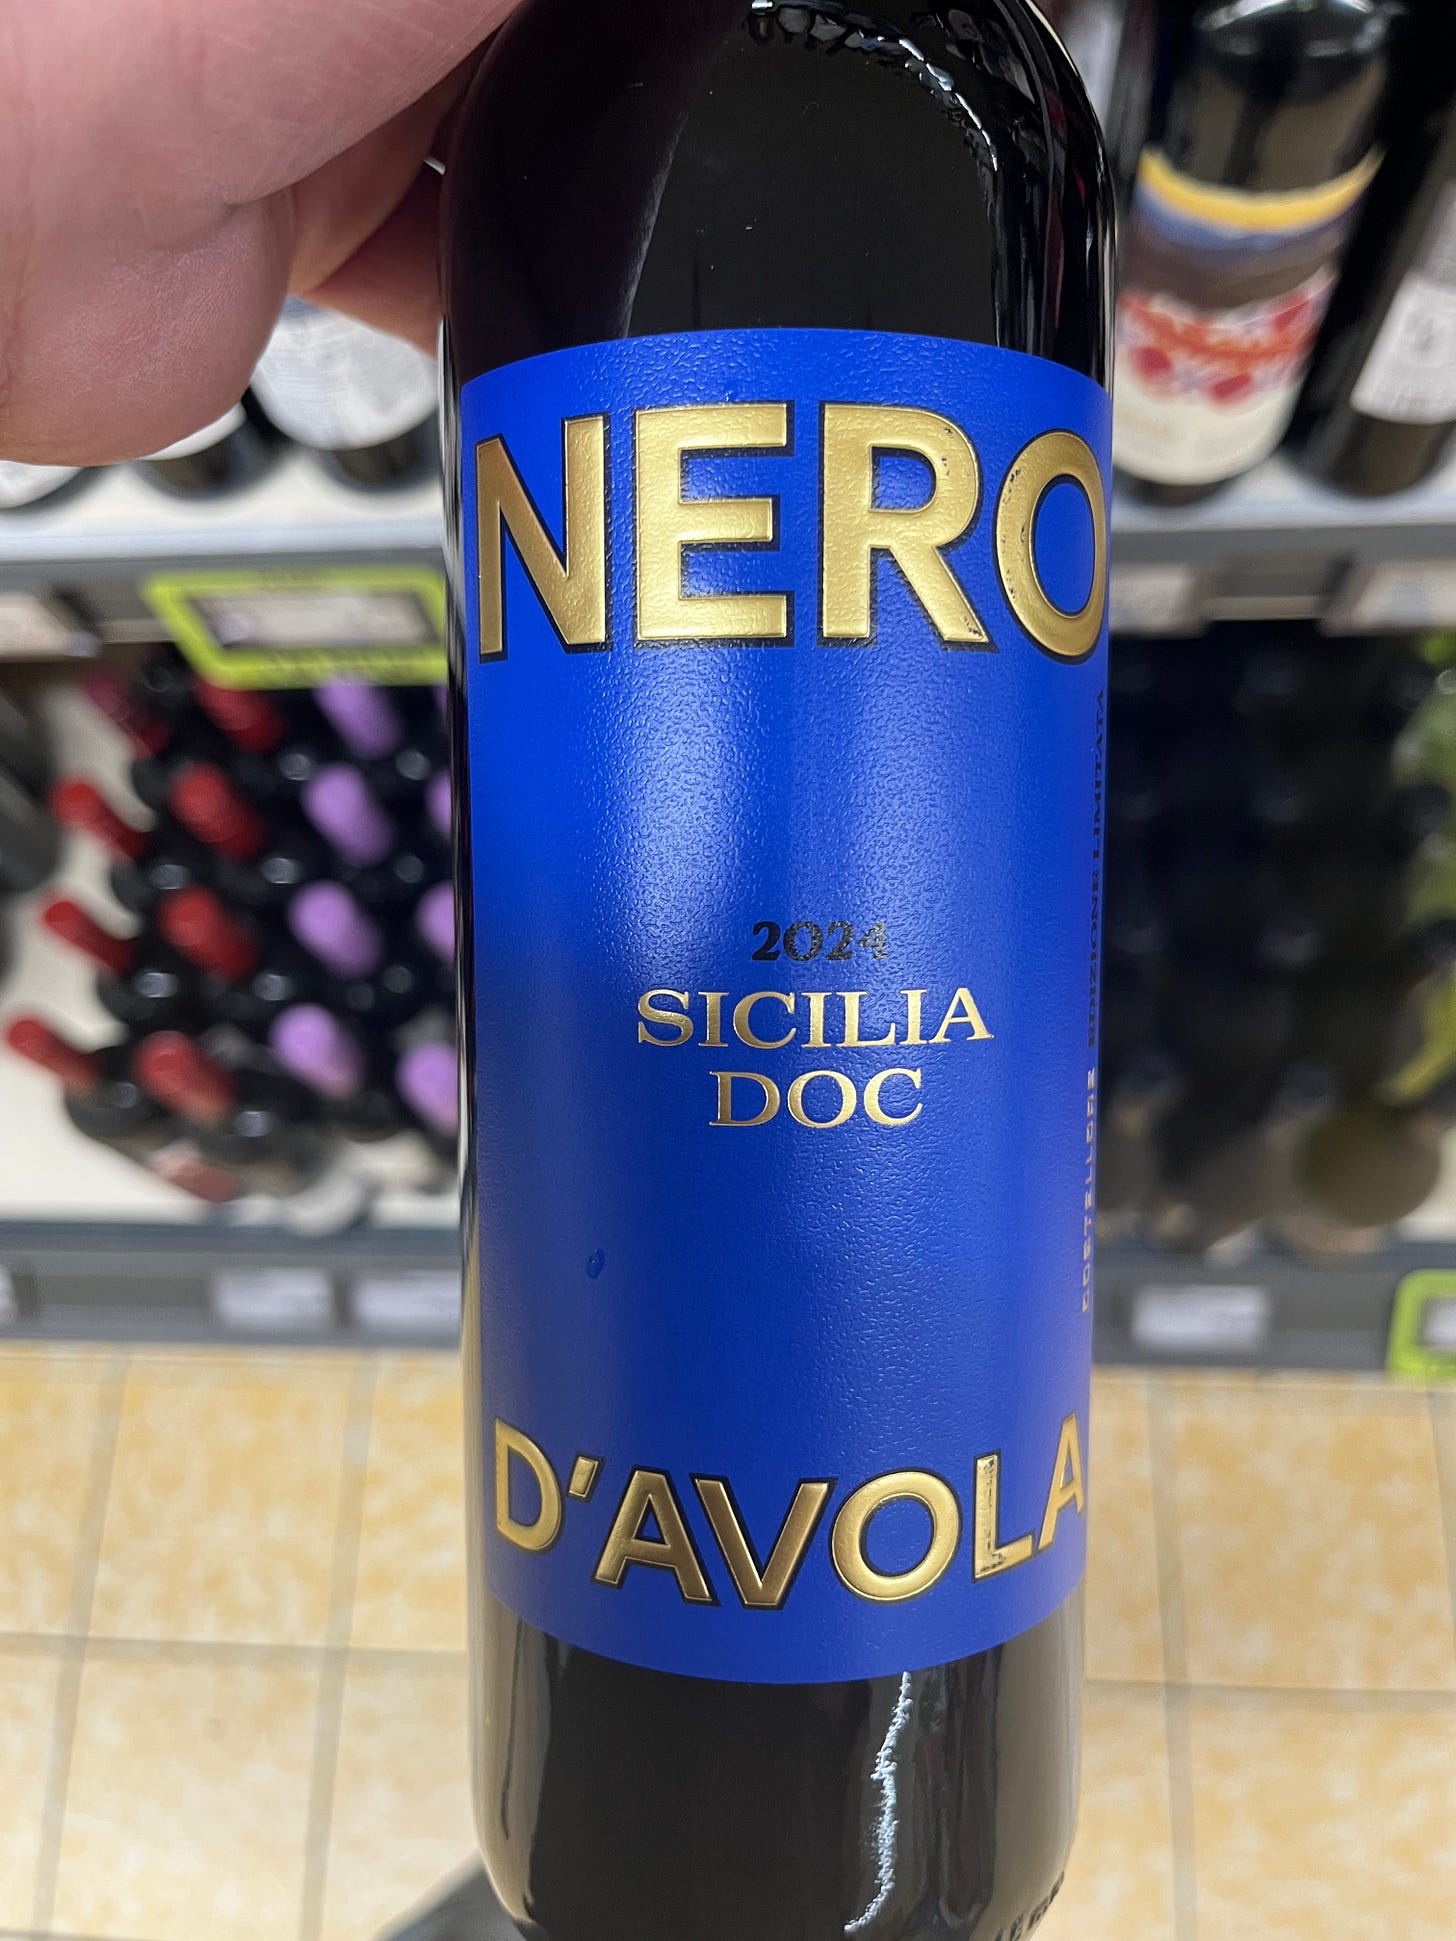 NERO
2024
SICILIA
DOC
D'AVOLA
EDIZIONE LIMITATA